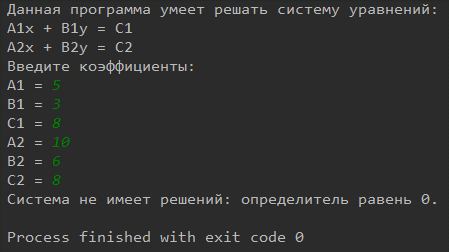 Данная программа умеет решать систему уравнений:
A1x + B1y = C1
A2x + B2y = C2
Введите коэффициенты:
A1 = 5
B1 = 3
C1 = 8
A2 = 10
B2 = 6
C2 = 8
Система не имеет решений: определитель равень 0.
Process finished with exit code 0